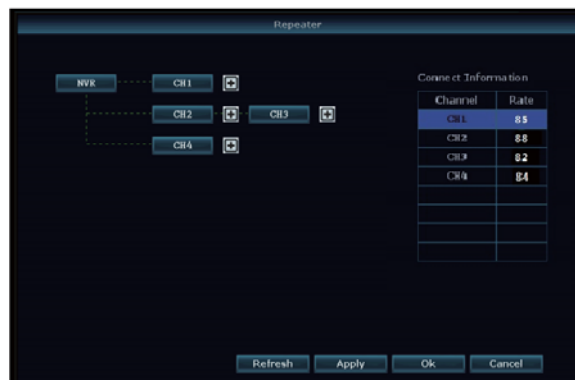 Repeater
NVR CH1
CH2 CH3
CH4
Connect Information
Channel Rate
CH1 85
CH2 88
CH3 82
CH4 84
Refresh Apply Ok Cancel